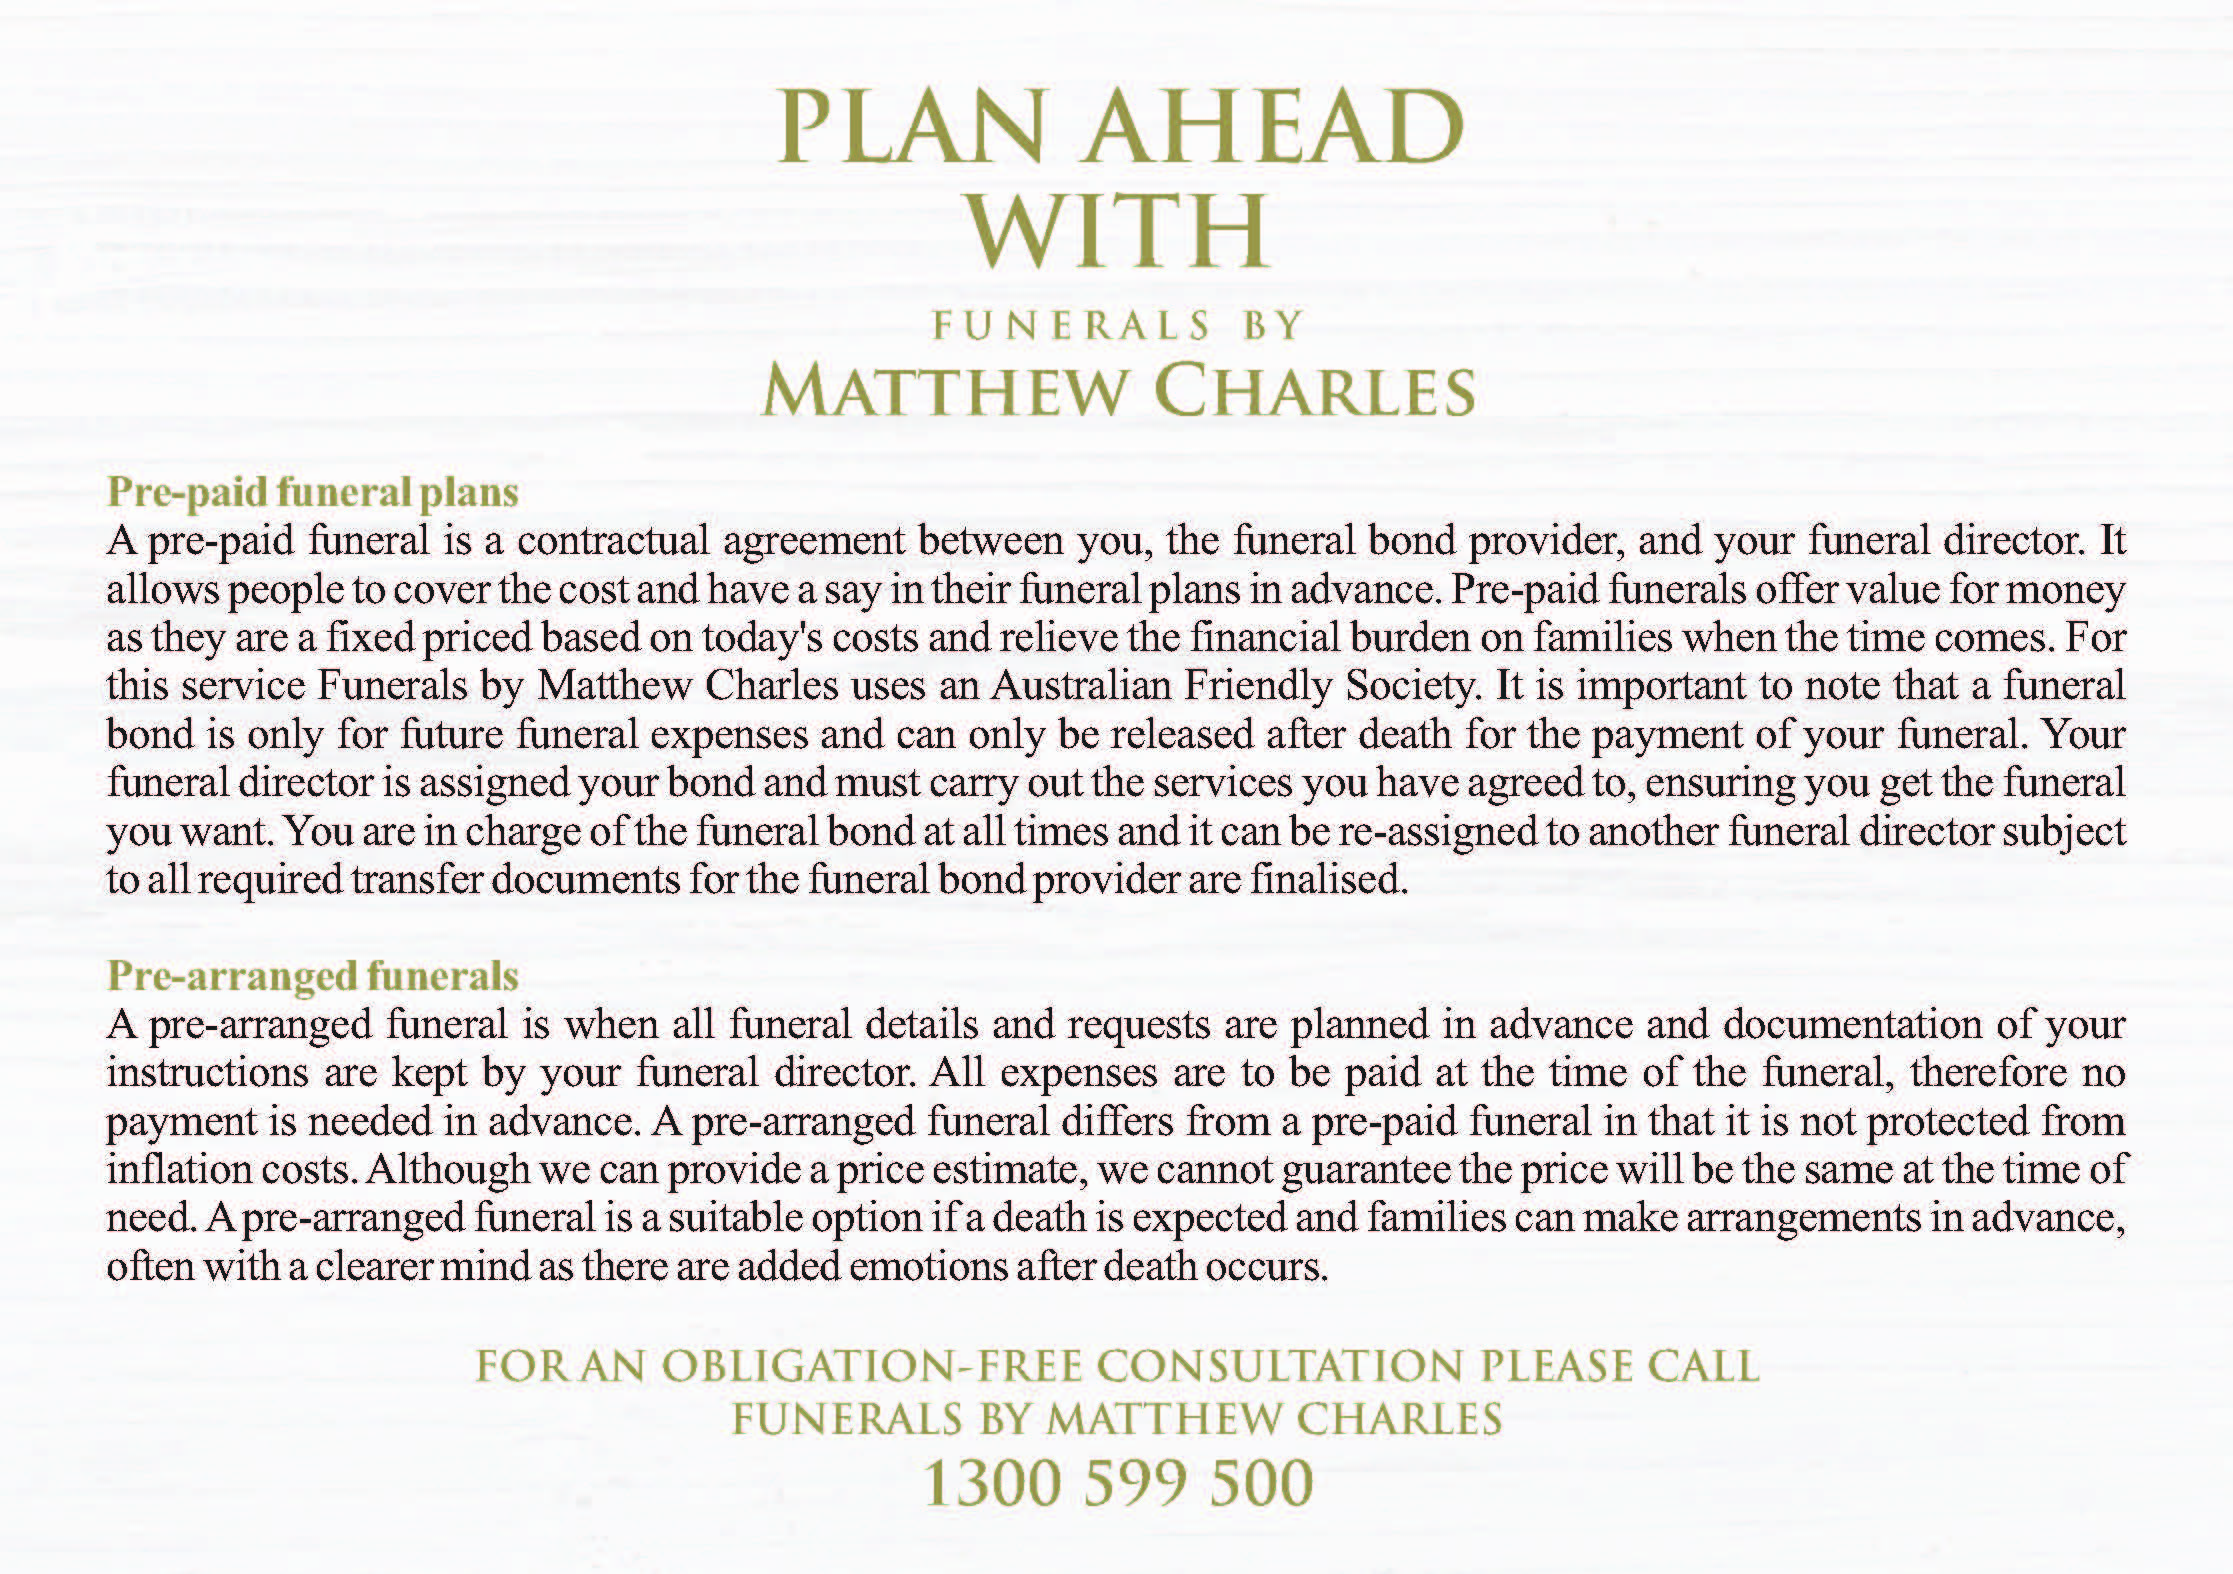 PLAN AHEAD
WITH
FUNERALS BY
MATTHEW CHARLES
Pre-paid funeral plans
A pre-paid funeral is a contractual agreement between you, the funeral bond provider, and your funeral director. It
allows people to cover the cost and have a say in their funeral plans in advance. Pre-paid funerals offer value for money
as they are a fixed priced based on today's costs and relieve the financial burden on families when the time comes. For
this service Funerals by Matthew Charles uses an Australian Friendly Society. It is important to note that a funeral
bond is only for future funeral expenses and can only be released after death for the payment of your funeral. Your
funeral director is assigned your bond and must carry out the services you have agreed to, ensuring you get the funeral
you want. You are in charge of the funeral bond at all times and it can be re-assigned to another funeral director subject
to all required transfer documents for the funeral bond provider are finalised.
Pre-arranged funerals
A pre-arranged funeral is when all funeral details and requests are planned in advance and documentation of your
instructions are kept by your funeral director. All expenses are to be paid at the time of the funeral, therefore no
payment is needed in advance. A pre-arranged funeral differs from a pre-paid funeral in that it is not protected from
inflation costs. Although we can provide a price estimate, we cannot guarantee the price will be the same at the time of
need. A pre-arranged funeral is a suitable option if a death is expected and families can make arrangements in advance,
often with a clearer mind as there are added emotions after death occurs.
FOR AN OBLIGATION-FREE CONSULTATION PLEASE CALL
FUNERALS BY MATTHEW CHARLES
1300 599 500